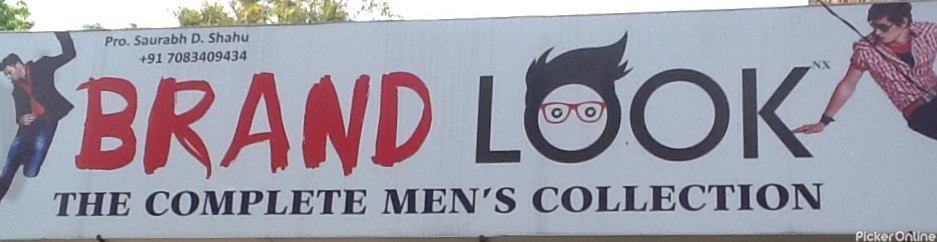 Pro. Saurabh D. Shahu
+91 7083409434
BRAND LOOK NX
THE COMPLETE MEN'S COLLECTION
PickerOnline